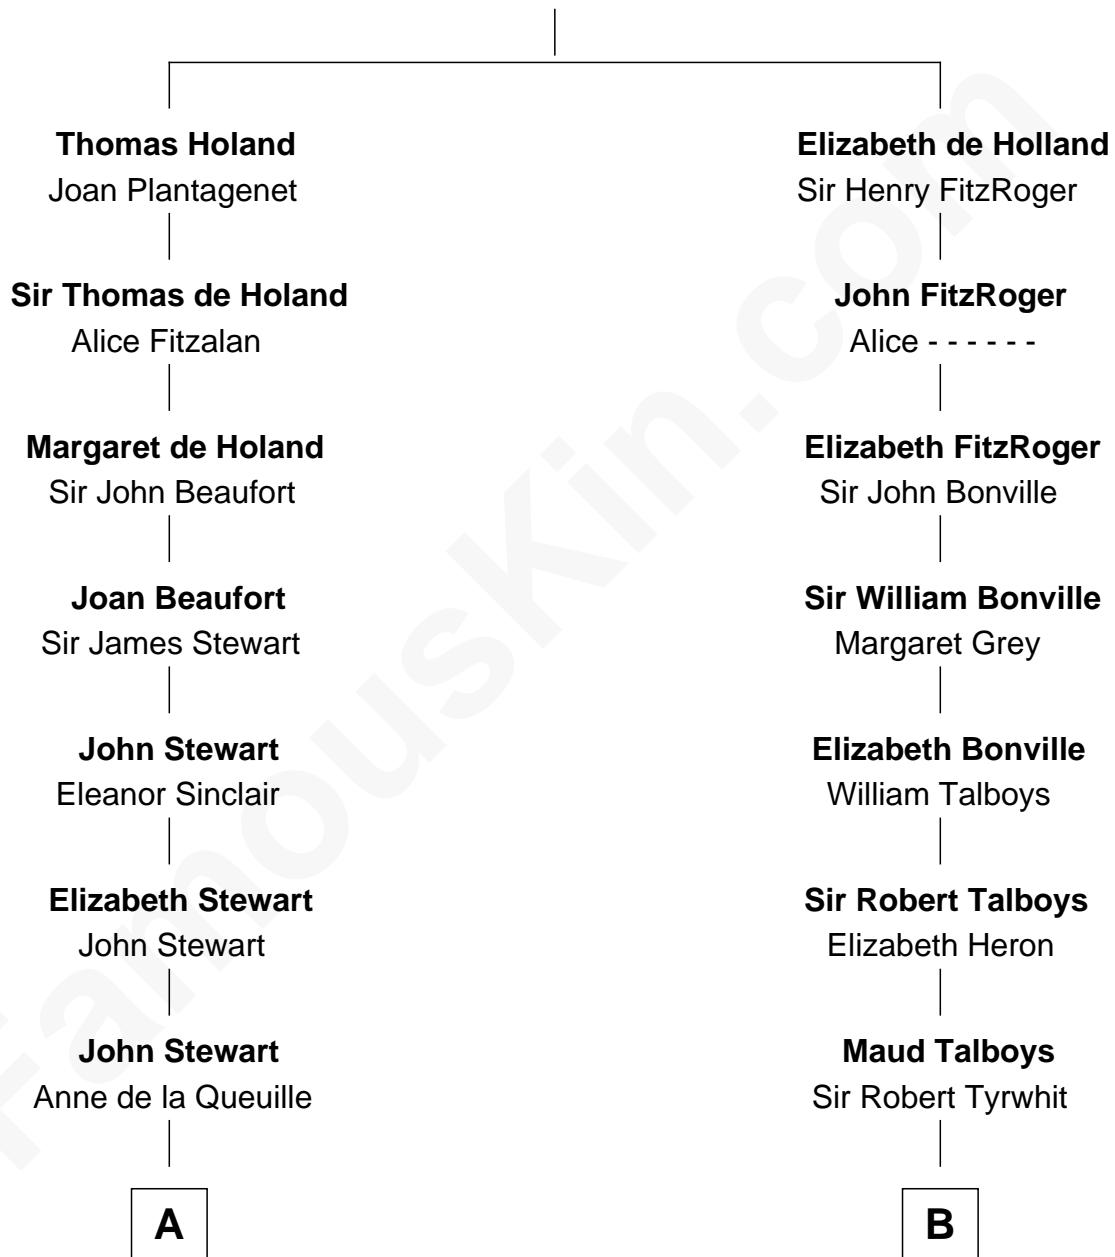 Thomas Holand
Joan Plantagenet
Sir Thomas de Holand
Alice Fitzalan
Margaret de Holand
Sir John Beaufort
Joan Beaufort
Sir James Stewart
John Stewart
Eleanor Sinclair
Elizabeth Stewart
John Stewart
John Stewart
Anne de la Queuille
A
Elizabeth de Holland
Sir Henry FitzRoger
John FitzRoger
Alice - - - - - -
Elizabeth FitzRoger
Sir John Bonville
Sir William Bonville
Margaret Grey
Elizabeth Bonville
William Talboys
Sir Robert Talboys
Elizabeth Heron
Maud Talboys
Sir Robert Tyrwhit
B
FamousKin.com